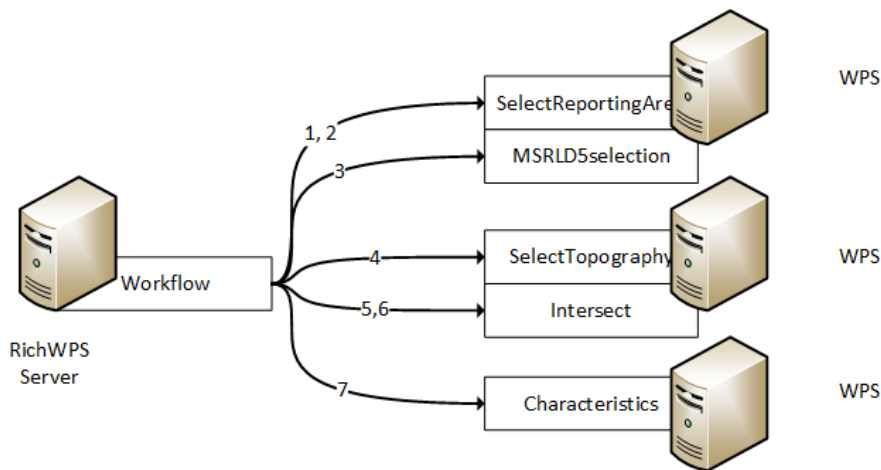 SelectReportingAre
WPS
1, 2
MSRLD5selection
3
SelectTopography
WPS
4
Workflow
Intersect
5,6
RichWPS
Server
Characteristics
WPS
7